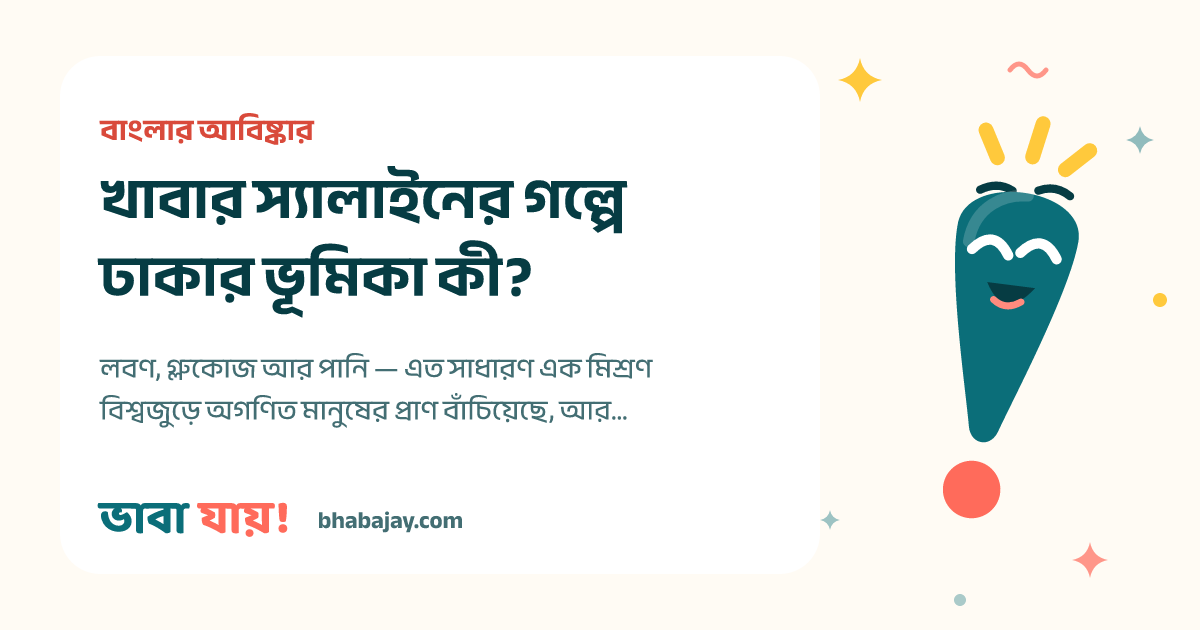 বাংলার আবিষ্কার
খাবার স্যালাইনের গল্পে
ঢাকার ভূমিকা কী?
লবণ, গ্লুকোজ আর পানি — এত সাধারণ এক মিশ্রণ
বিশ্বজুড়ে অগণিত মানুষের প্রাণ বাঁচিয়েছে, আর...
ভাবা যায়! bhabajay.com